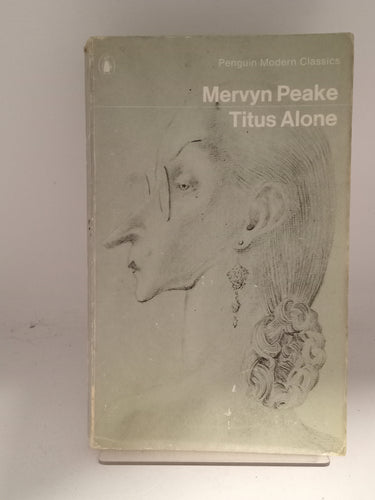 Penguin Modern Classics
Mervyn Peake
Titus Alone